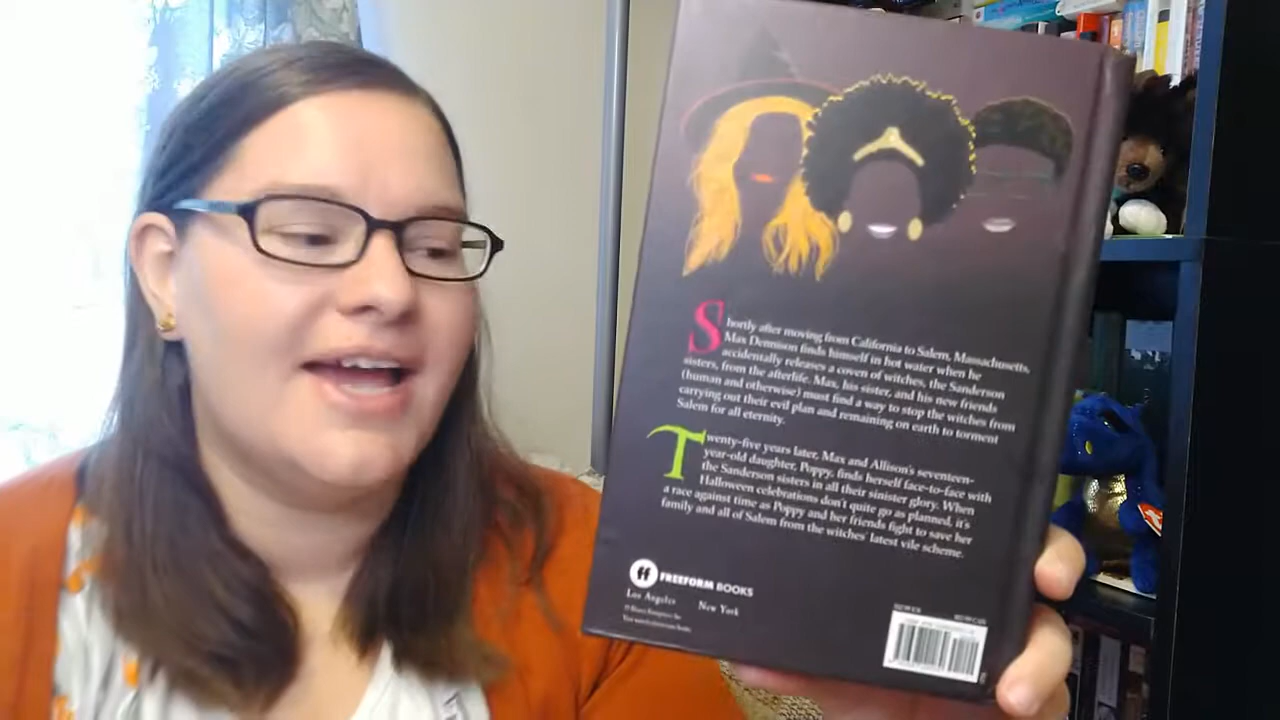 Shortly after moving from California to Salem, Massachusetts,
Max Dennison finds himself in hot water when he
accidentally releases a coven of witches, the Sanderson
sisters, from the afterlife. Max, his sister, and his new friends
(human and otherwise) must find a way to stop the witches from
carrying out their evil plan and remaining on earth to torment
Salem for all eternity.
Twenty-five years later, Max and Allison's seventeen-
year-old daughter, Poppy, finds herself face-to-face with
the Sanderson sisters in all their sinister glory. When
Halloween celebrations don't quite go as planned, it's
a race against time as Poppy and her friends fight to save her
family and all of Salem from the witches' latest vile scheme.
ff FREEFORM BOOKS
Los Angeles New York